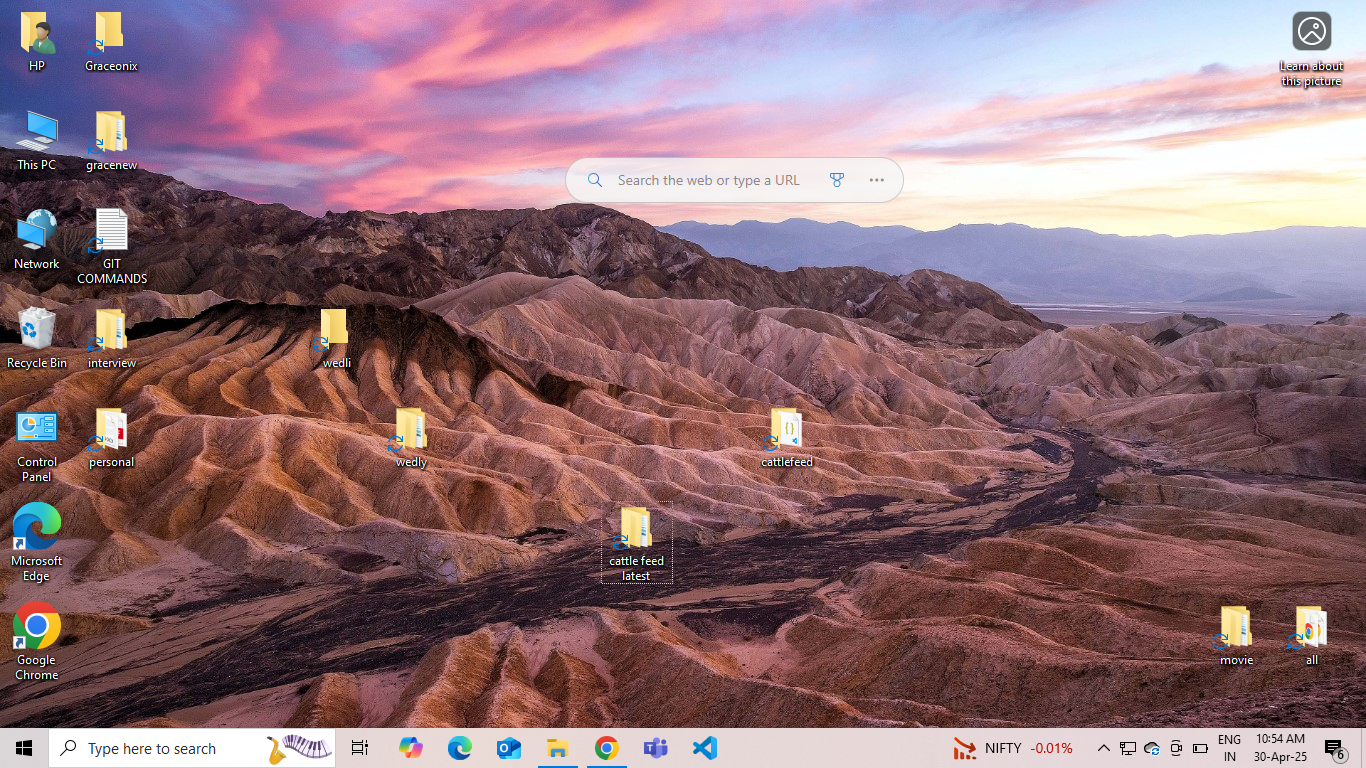 HP
Graceonix
Learn about
this picture
This PC
gracenew
Search the web or type a URL
Network
GIT
COMMANDS
Recycle Bin
interview
wedli
Control
Panel
personal
wedly
cattlefeed
Microsoft
Edge
cattle feed
latest
Google
Chrome
movie
all
Type here to search
NIFTY -0.01%
ENG
IN
10:54 AM
30-Apr-25
6